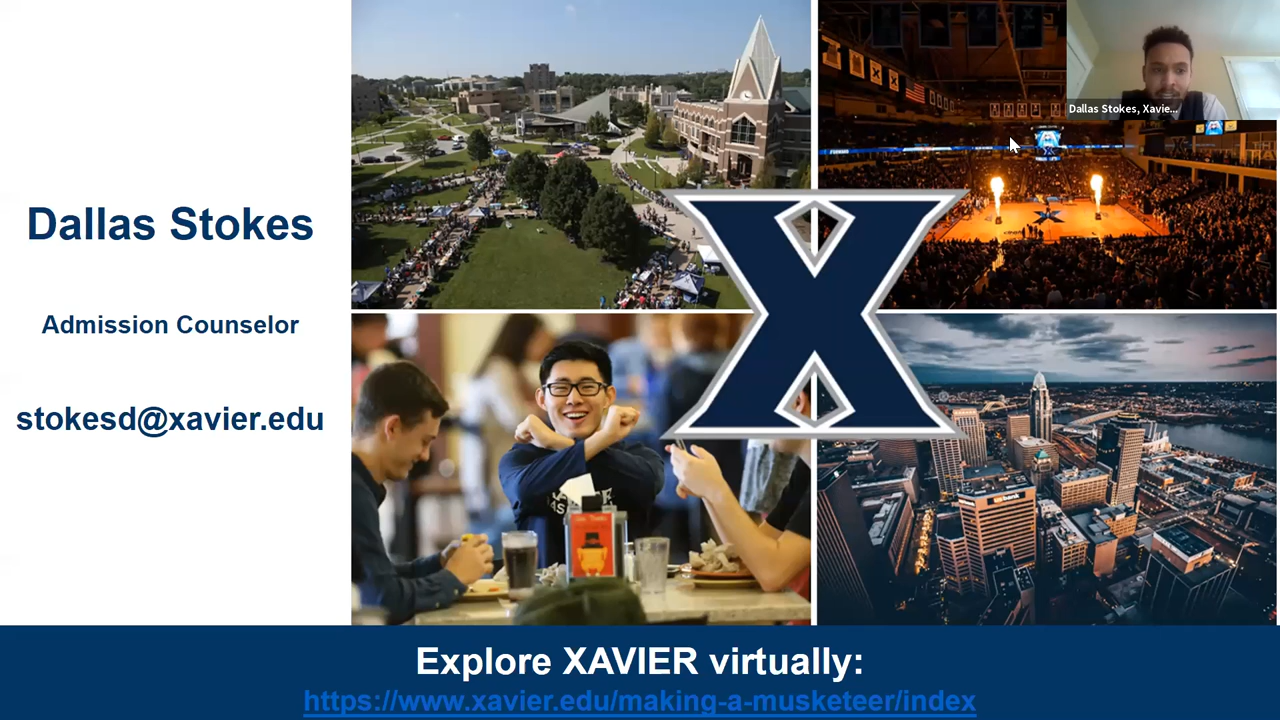 Dallas Stokes
Admission Counselor
stokesd@xavier.edu
Dallas Stokes, Xavie...
X
Explore XAVIER virtually:
https://www.xavier.edu/making-a-musketeer/index